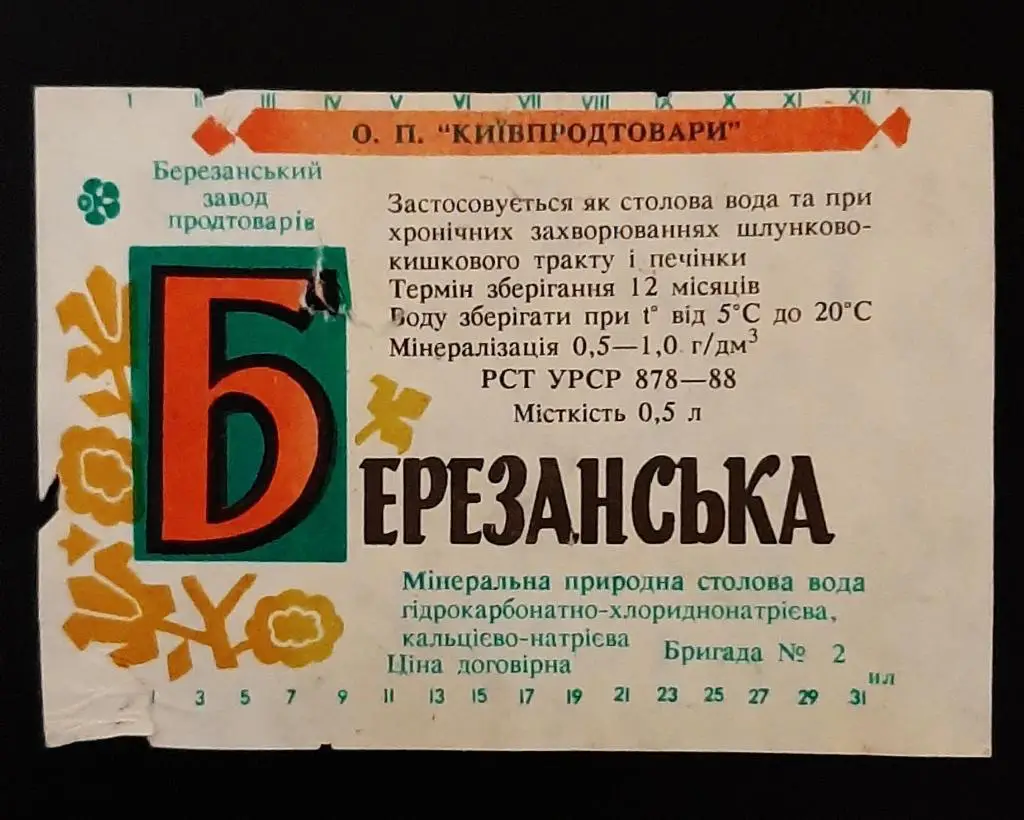 I II III IV V VI VII VIII IX X XI XII
О. П. "КИЇВПРОДТОВАРИ"
Березанський
завод
продтоварів
Застосовується як столова вода та при
хронічних захворюваннях шлунково-
кишкового тракту і печінки
Термін зберігання 12 місяців
Воду зберігати при t° від 5°С до 20°С
Мінералізація 0,5—1,0 г/дм³
РСТ УРСР 878—88
Місткість 0,5 л
БЕРЕЗАНСЬКА
Мінеральна природна столова вода
гідрокарбонатно-хлориднонатрієва,
кальцієво-натрієва
Ціна договірна Бригада № 2
ил
1 3 5 7 9 11 13 15 17 19 21 23 25 27 29 31